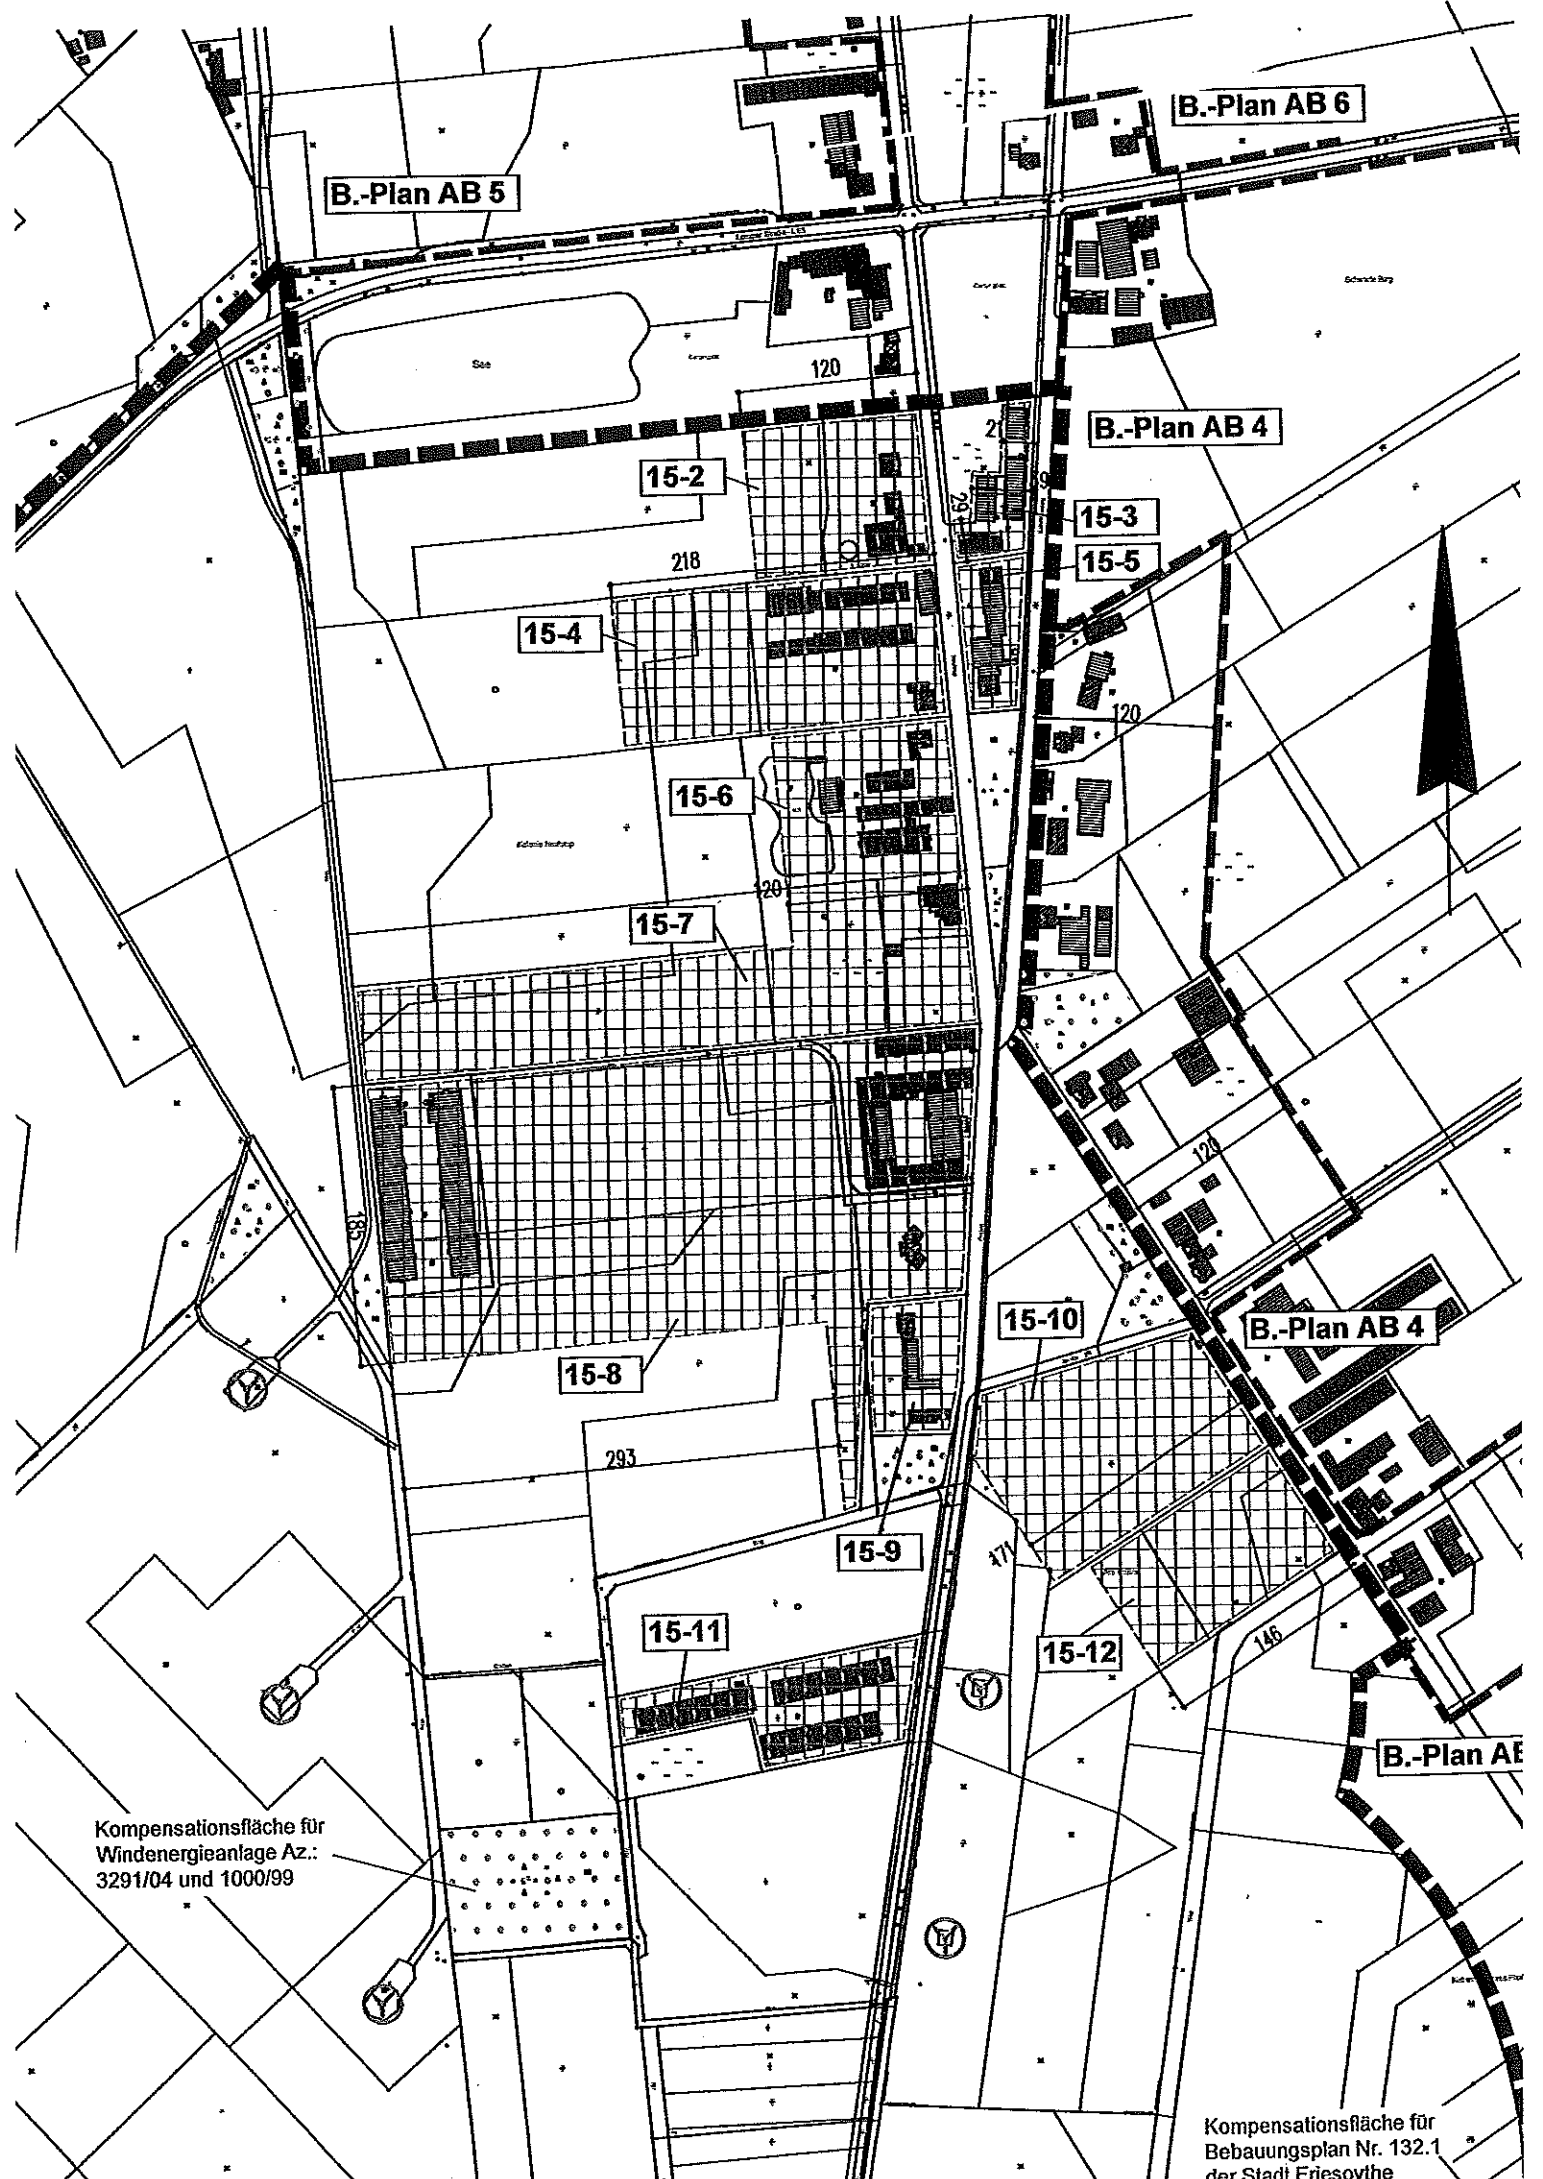 B.-Plan AB 6
B.-Plan AB 5
See
120
B.-Plan AB 4
15-2
15-3
15-5
218
15-4
120
15-6
120
15-7
120
185
15-10
B.-Plan AB 4
15-8
293
15-9
171
15-11
15-12
146
B.-Plan AB
Kompensationsfläche für
Windenergieanlage Az.:
3291/04 und 1000/99
Kompensationsfläche für
Bebauungsplan Nr. 132.1
der Stadt Friesoythe